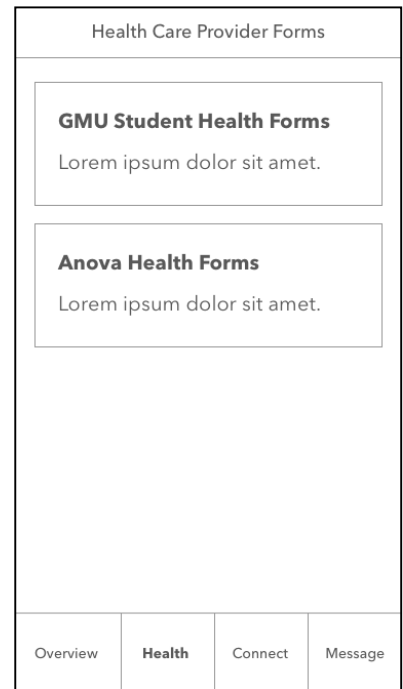 Health Care Provider Forms
GMU Student Health Forms
Lorem ipsum dolor sit amet.
Anova Health Forms
Lorem ipsum dolor sit amet.
Overview
Health
Connect
Message